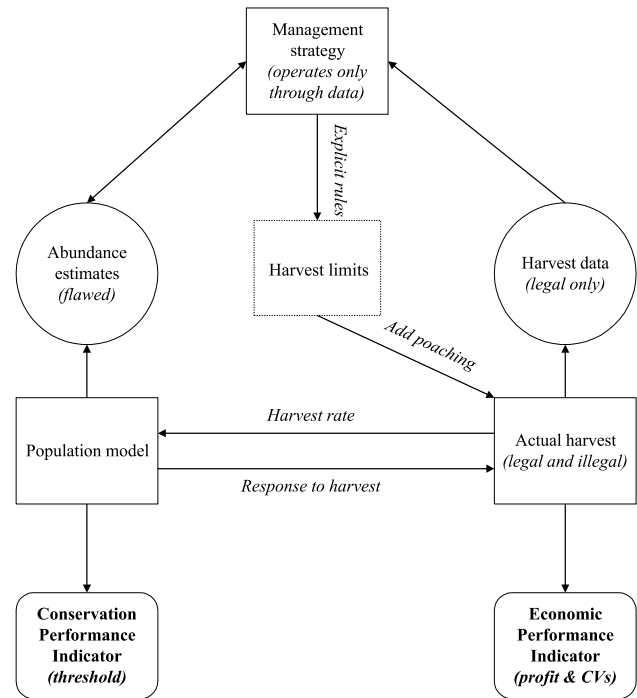 Management
strategy
(operates only
through data)
Explicit rules
Abundance
estimates
(flawed)
Harvest limits
Harvest data
(legal only)
Add poaching
Population model
Harvest rate
Response to harvest
Actual harvest
(legal and illegal)
Conservation
Performance
Indicator
(threshold)
Economic
Performance
Indicator
(profit & CVs)